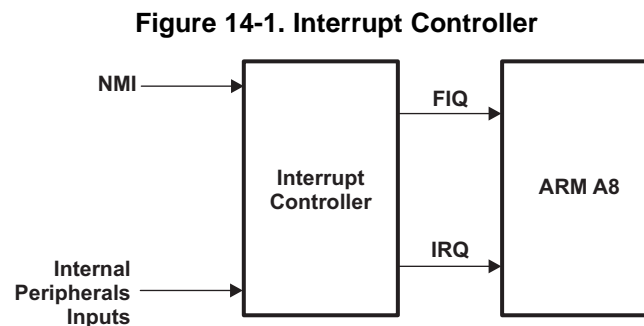 Figure 14-1. Interrupt Controller
NMI
FIQ
Interrupt
Controller
ARM A8
IRQ
Internal
Peripherals
Inputs